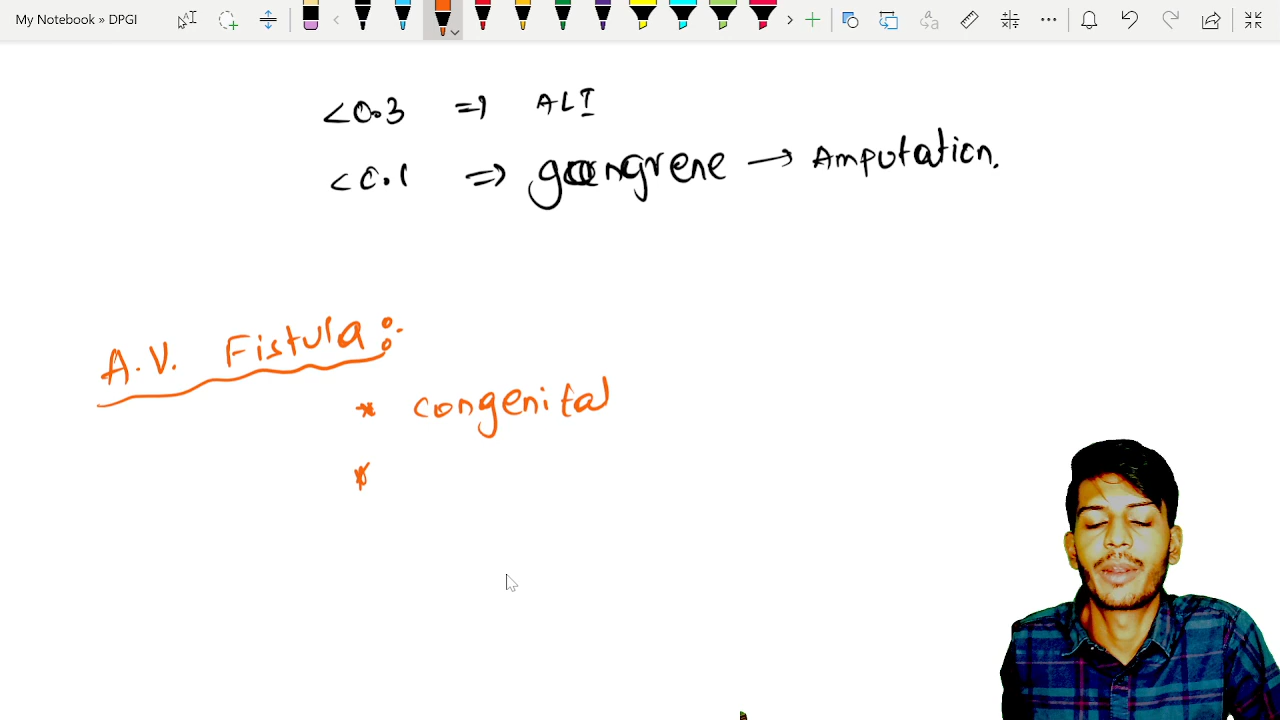 My Notebook » DPGI
<0.3 => ALI
<0.1 => gangrene → Amputation.
A.V. Fistula :-
* congenital
*